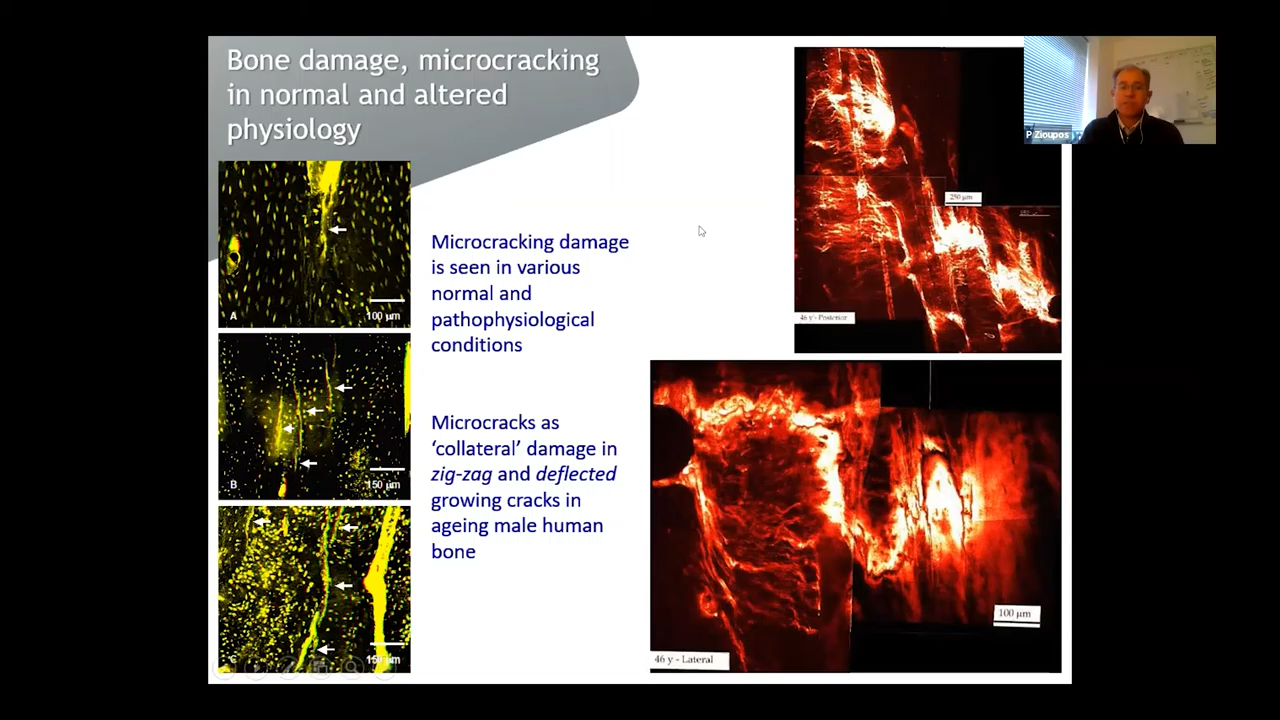 Bone damage, microcracking
in normal and altered
physiology
P Zioupos
A
100 µm
B
150 µm
C
150 µm
Microcracking damage
is seen in various
normal and
pathophysiological
conditions
Microcracks as
‘collateral’ damage in
zig-zag and deflected
growing cracks in
ageing male human
bone
250 µm
46 y - Posterior
100 µm
46 y - Lateral